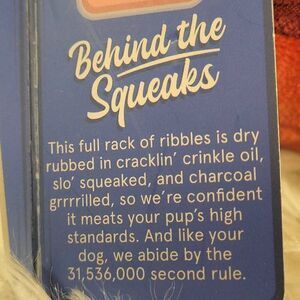 Behind the
Squeaks
This full rack of ribbles is dry
rubbed in cracklin' crinkle oil,
slo' squeaked, and charcoal
grrrrilled, so we're confident
it meats your pup's high
standards. And like your
dog, we abide by the
31,536,000 second rule.